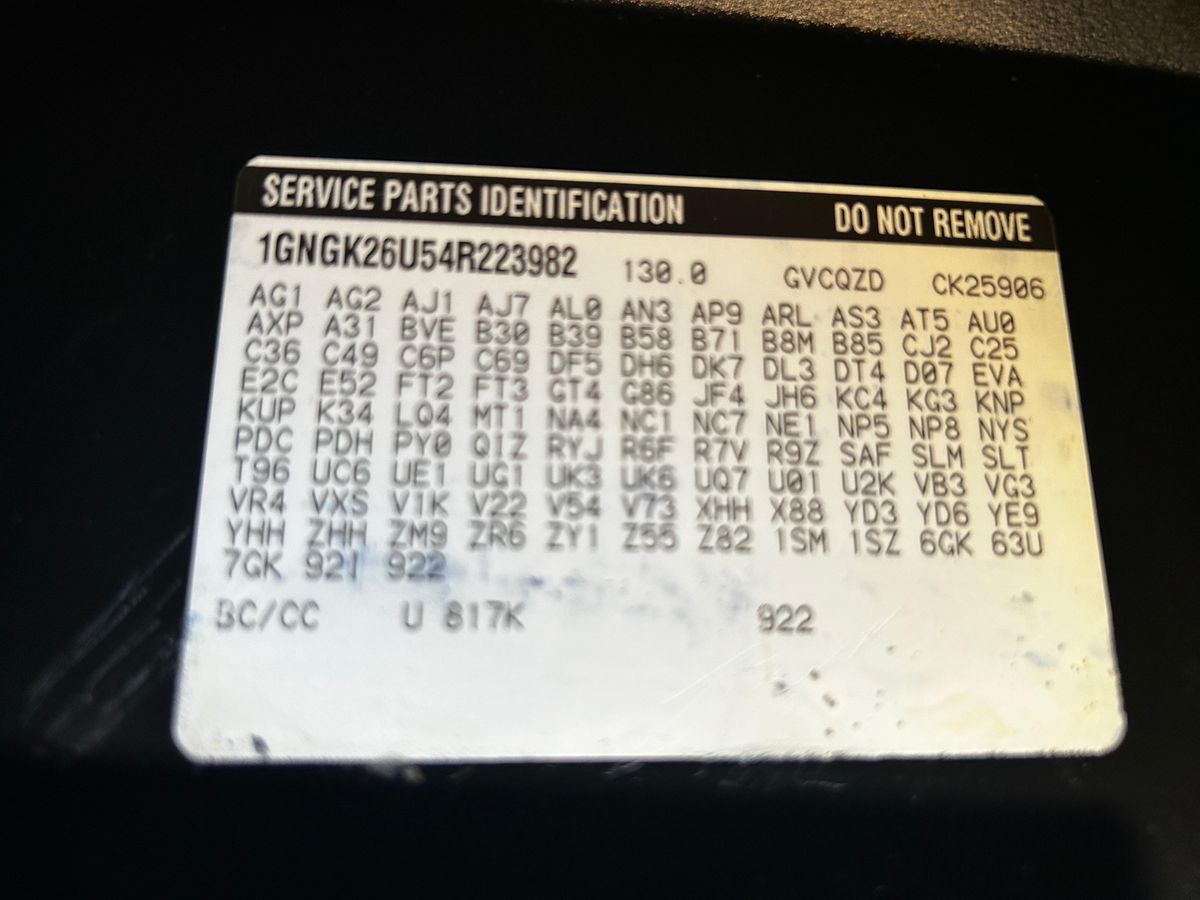 SERVICE PARTS IDENTIFICATION DO NOT REMOVE
1GNGK26U54R223982 130.0 GVCQZD CK25906
AG1 AG2 AJ1 AJ7 AL0 AN3 AP9 ARL AS3 AT5 AU0
AXP A31 BVE B30 B39 B58 B71 B8M B85 CJ2 C25
C36 C49 C6P C69 DF5 DH6 DK7 DL3 DT4 D07 EVA
E2C E52 FT2 FT3 GT4 G86 JF4 JH6 KC4 KG3 KNP
KUP K34 LQ4 MT1 NA4 NC1 NC7 NE1 NP5 NP8 NYS
PDC PDH PY0 QIZ RYJ R6F R7V R9Z SAF SLM SLT
T96 UC6 UE1 UG1 UK3 UK6 UQ7 U01 U2K VB3 VG3
VR4 VXS V1K V22 V54 V73 XHH X88 YD3 YD6 YE9
YHH ZHH ZM9 ZR6 ZY1 Z55 Z82 1SM 1SZ 6GK 63U
7GK 921 922
BC/CC U 817K 922